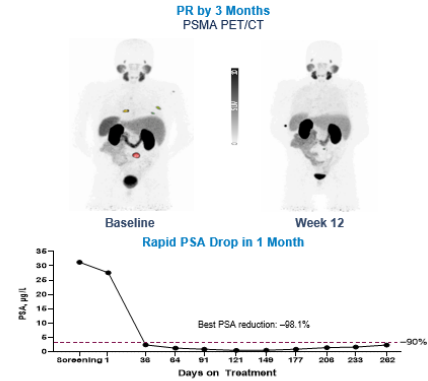 PR by 3 Months
PSMA PET/CT
SUV
0
Baseline
Week 12
Rapid PSA Drop in 1 Month
PSA, µg/L
35
30
25
20
15
10
5
0
Best PSA reduction: –98.1%
–90%
Screening 1 36 64 91 121 149 177 206 233 262
Days on Treatment